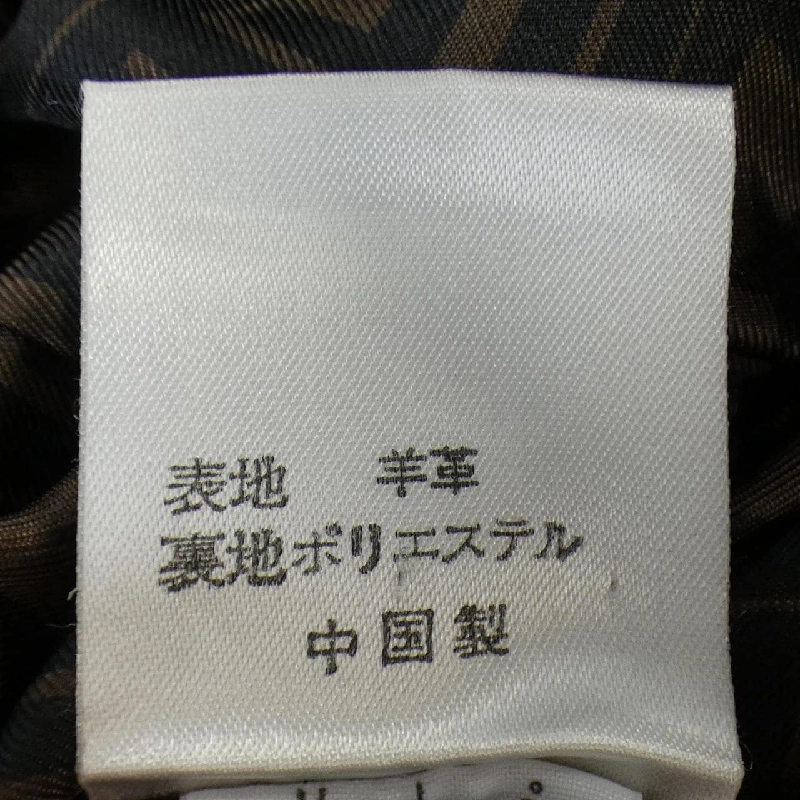 表地 羊革
裏地ポリエステル
中国製